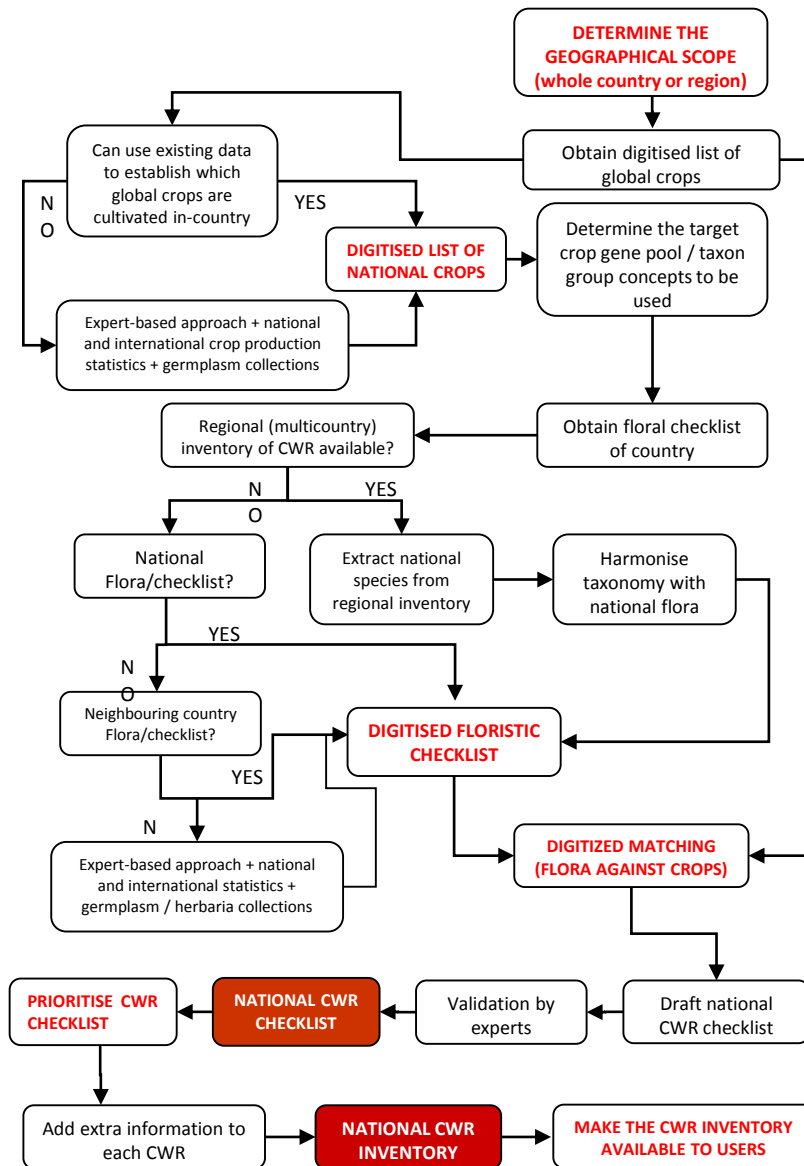 DETERMINE THE
GEOGRAPHICAL SCOPE
(whole country or region)
Obtain digitised list of
global crops
Can use existing data
to establish which
global crops are
cultivated in-country
N
O
YES
DIGITISED LIST OF
NATIONAL CROPS
Determine the target
crop gene pool / taxon
group concepts to be
used
Expert-based approach + national
and international crop production
statistics + germplasm collections
Regional (multicountry)
inventory of CWR available?
Obtain floral checklist
of country
N
O
YES
National
Flora/checklist?
Extract national
species from
regional inventory
Harmonise
taxonomy with
national flora
YES
N
O
Neighbouring country
Flora/checklist?
DIGITISED FLORISTIC
CHECKLIST
YES
N
Expert-based approach + national
and international statistics +
germplasm / herbaria collections
DIGITIZED MATCHING
(FLORA AGAINST CROPS)
PRIORITISE CWR
CHECKLIST
NATIONAL CWR
CHECKLIST
Validation by
experts
Draft national
CWR checklist
Add extra information to
each CWR
NATIONAL CWR
INVENTORY
MAKE THE CWR INVENTORY
AVAILABLE TO USERS